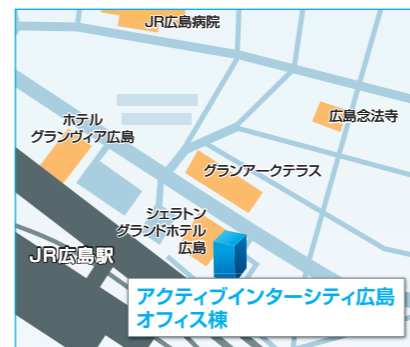 JR広島病院
ホテル
グランヴィア広島
広島念法寺
グランアークテラス
シェラトン
グランドホテル
広島
JR広島駅
アクティブインターシティ広島
オフィス棟